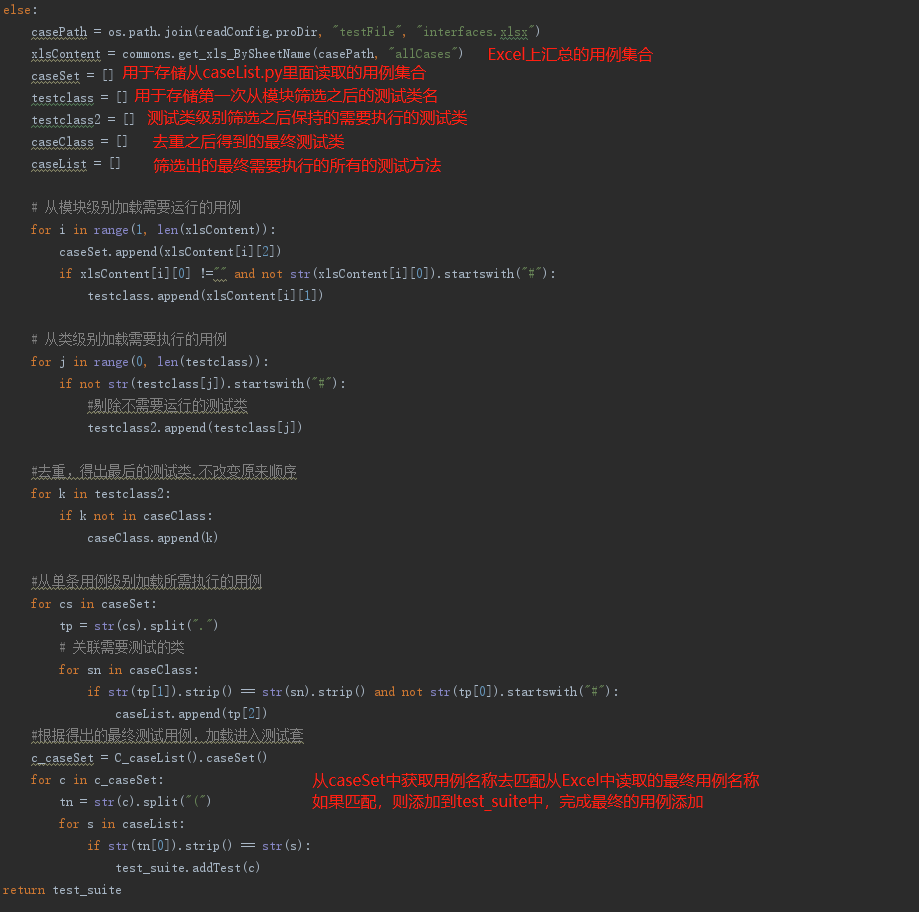 else:
casePath = os.path.join(readConfig.proDir, "testFile", "interfaces.xlsx")
xlsContent = commons.get_xls_BySheetName(casePath, "allCases") Excel上汇总的用例集合
caseSet = [] 用于存储从caseList.py里面读取的用例集合
testclass = [] 用于存储第一次从模块筛选之后的测试类名
testclass2 = [] 测试类级别筛选之后保持的需要执行的测试类
caseClass = [] 去重之后得到的最终测试类
caseList = [] 筛选出的最终需要执行的所有的测试方法
# 从模块级别加载需要运行的用例
for i in range(1, len(xlsContent)):
caseSet.append(xlsContent[i][2])
if xlsContent[i][0] !="" and not str(xlsContent[i][0]).startswith("#"):
testclass.append(xlsContent[i][1])
# 从类级别加载需要执行的用例
for j in range(0, len(testclass)):
if not str(testclass[j]).startswith("#"):
#剔除不需要运行的测试类
testclass2.append(testclass[j])
#去重，得出最后的测试类,不改变原来顺序
for k in testclass2:
if k not in caseClass:
caseClass.append(k)
#从单条用例级别加载所需执行的用例
for cs in caseSet:
tp = str(cs).split(".")
# 关联需要测试的类
for sn in caseClass:
if str(tp[1]).strip() == str(sn).strip() and not str(tp[0]).startswith("#"):
caseList.append(tp[2])
#根据得出的最终测试用例，加载进入测试套
c_caseSet = C_caseList().caseSet()
for c in c_caseSet: 从caseSet中获取用例名称去匹配从Excel中读取的最终用例名称
tn = str(c).split("(") 如果匹配，则添加到test_suite中，完成最终的用例添加
for s in caseList:
if str(tn[0]).strip() == str(s):
test_suite.addTest(c)
return test_suite